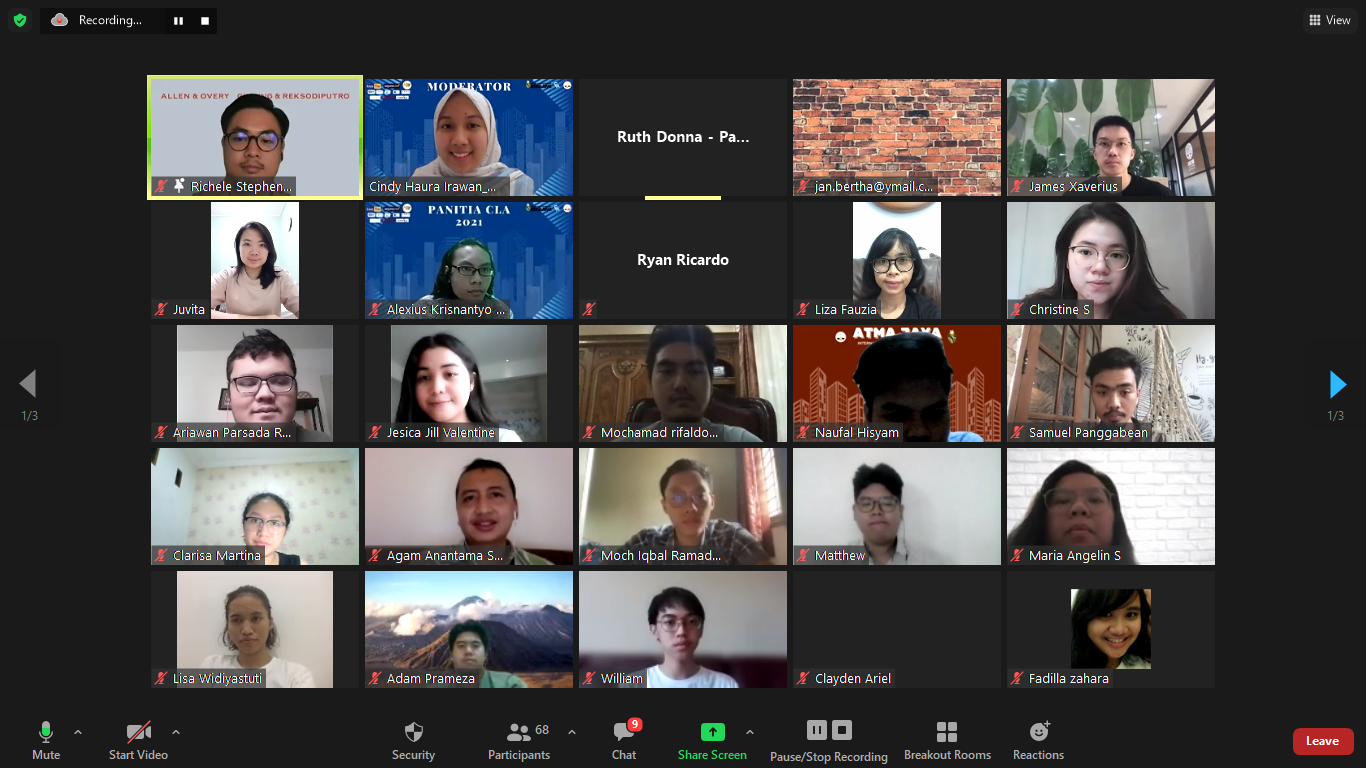 Recording...
View
ALLEN & OVERY
& REKSODIPUTRO
Richele Stephen...
MODERATOR
Cindy Haura Irawan_...
Ruth Donna - Pa...
jan.bertha@ymail.c...
James Xaverius
Juvita
PANITIA CLA
2021
Alexius Krisnantyo ...
Ryan Ricardo
Liza Fauzia
Christine S
Ariawan Parsada R...
Jesica Jill Valentine
Mochamad rifaldo...
ATMA JAYA
Naufal Hisyam
Samuel Panggabean
1/3
1/3
Clarisa Martina
Agam Anantama S...
Moch Iqbal Ramad...
Matthew
Maria Angelin S
Lisa Widiyastuti
Adam Prameza
William
Clayden Ariel
Fadilla zahara
68
9
Mute
Start Video
Security
Participants
Chat
Share Screen
Pause/Stop Recording
Breakout Rooms
Reactions
Leave